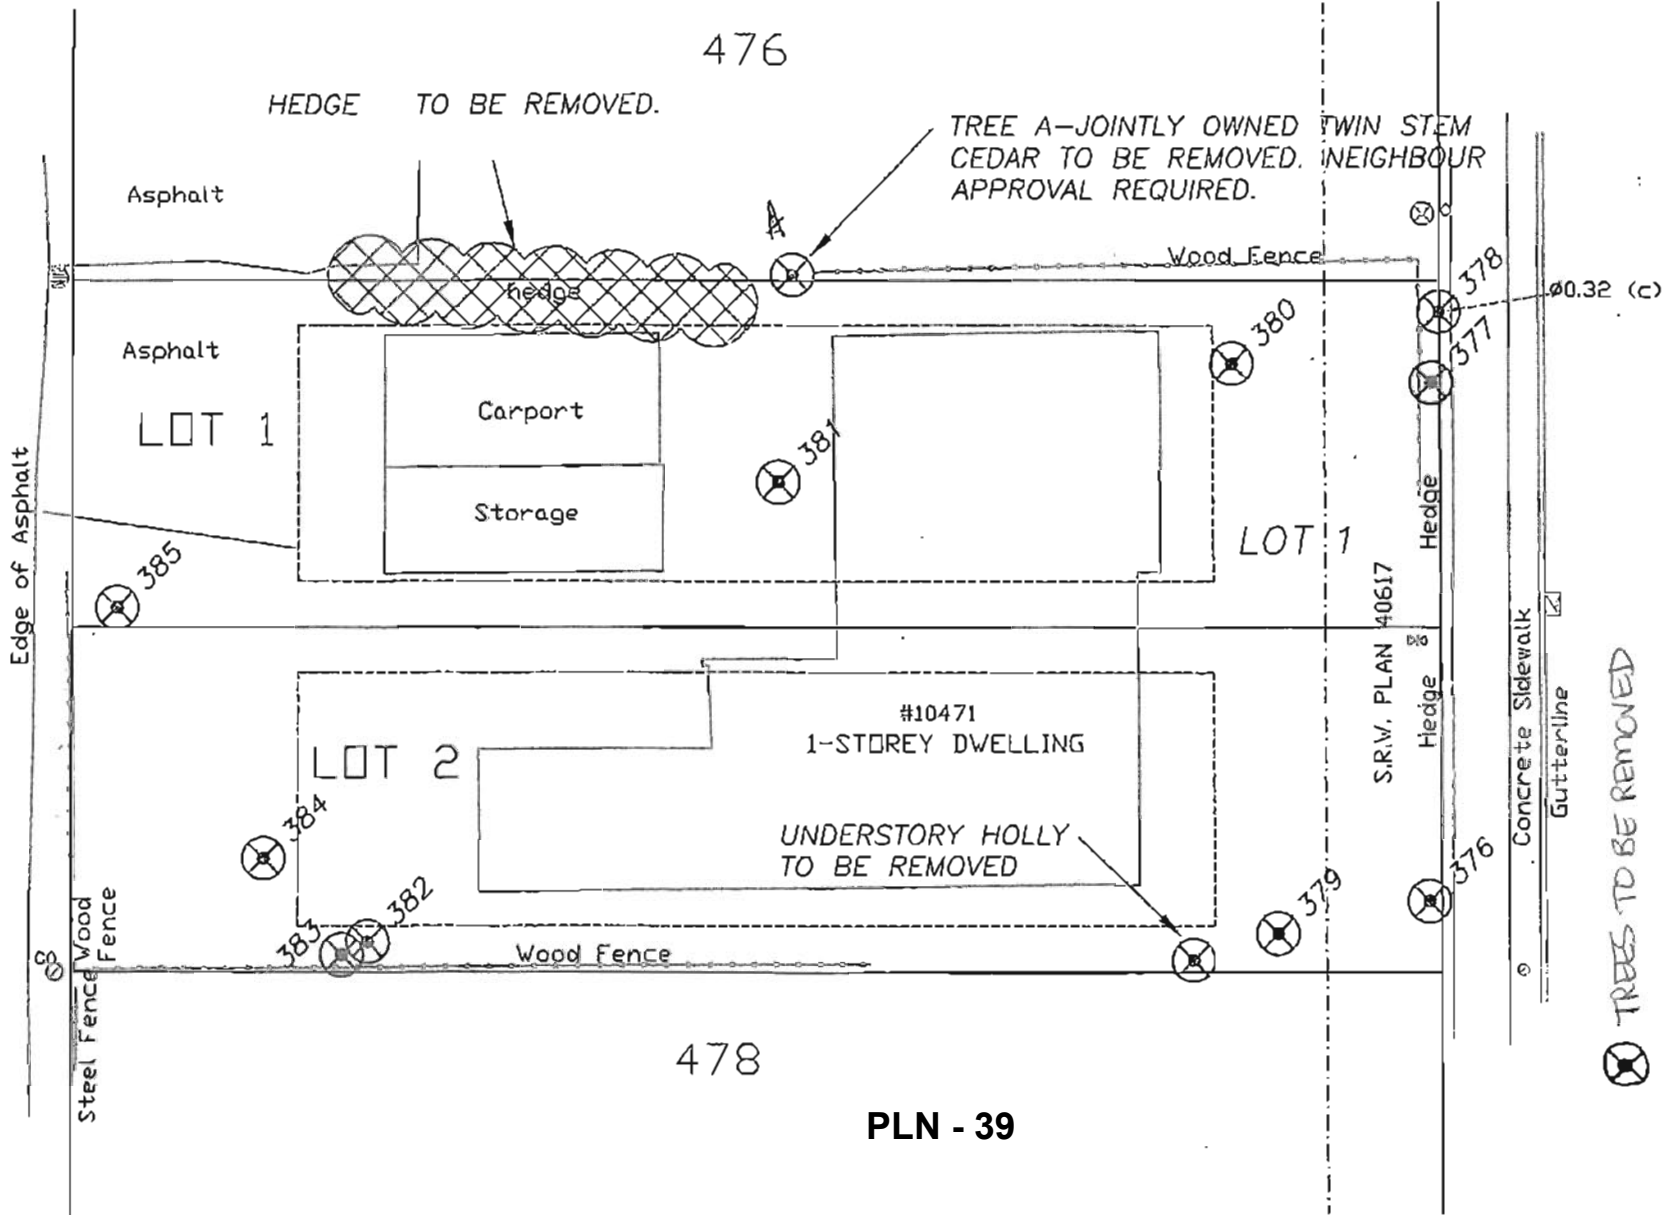 476
HEDGE TO BE REMOVED.
TREE A-JOINTLY OWNED TWIN STEM
CEDAR TO BE REMOVED. NEIGHBOUR
APPROVAL REQUIRED.
Asphalt
A
Wood Fence
378
Ø0.32 (c)
hedge
377
380
Asphalt
LOT 1
Carport
381
Storage
LOT 1
Hedge
Edge of Asphalt
385
S.R.W. PLAN 40617
Concrete Sidewalk
Gutterline
TREES TO BE REMOVED
Hedge
#10471
1-STOREY DWELLING
LOT 2
384
UNDERSTORY HOLLY
TO BE REMOVED
376
379
382
383
Wood Fence
Wood
Fence
CO
Steel Fence
478
PLN - 39